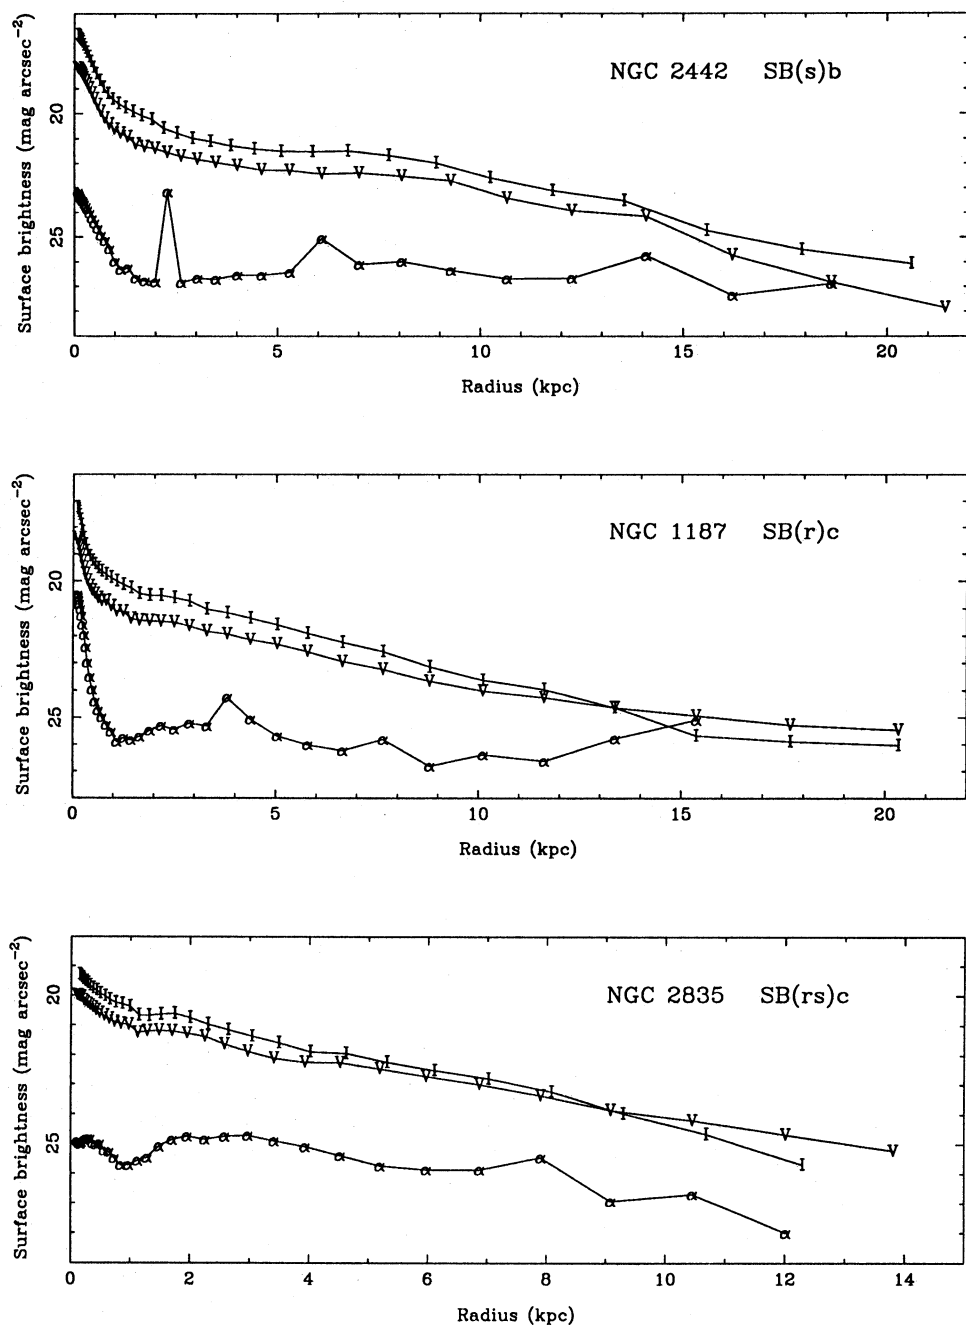 NGC 2442 SB(s)b
Surface brightness (mag arcsec⁻²)
20
25
0 5 10 15 20
Radius (kpc)
NGC 1187 SB(r)c
Surface brightness (mag arcsec⁻²)
20
25
0 5 10 15 20
Radius (kpc)
NGC 2835 SB(rs)c
Surface brightness (mag arcsec⁻²)
20
25
0 2 4 6 8 10 12 14
Radius (kpc)